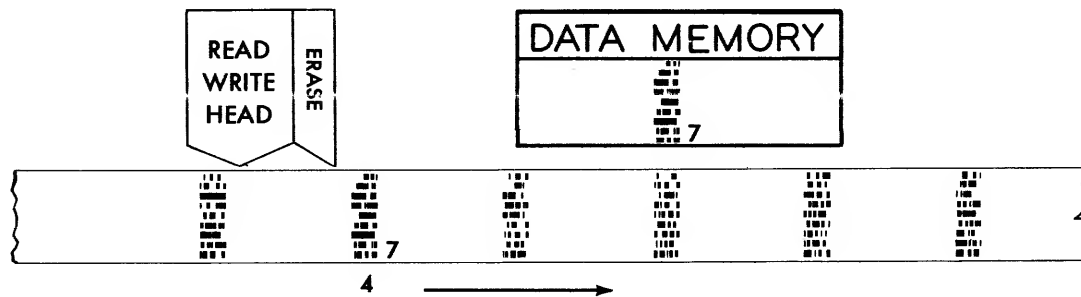 READ
WRITE
HEAD
ERASE
DATA MEMORY
7
7
4